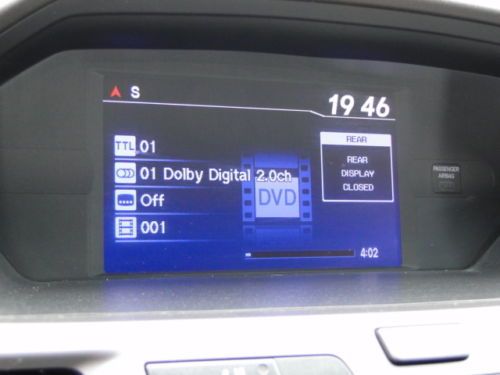 S
19 46
TTL 01
01 Dolby Digital 2.0ch
Off
001
DVD
4:02
REAR
REAR
DISPLAY
CLOSED
PASSENGER
AIRBAG